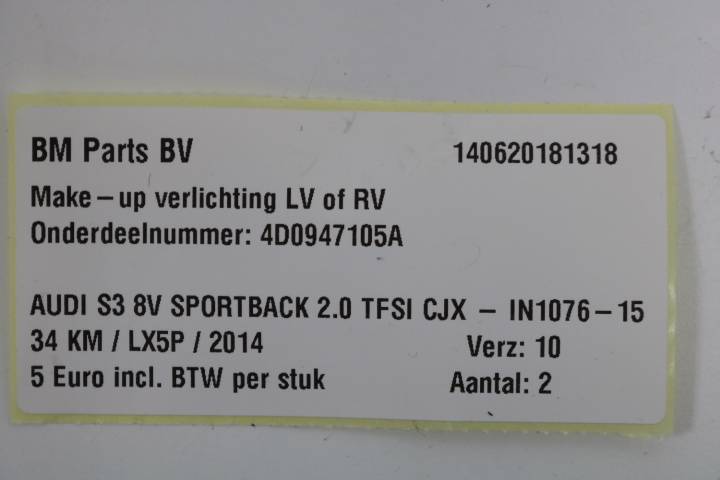 BM Parts BV 140620181318
Make-up verlichting LV of RV
Onderdeelnummer: 4D0947105A
AUDI S3 8V SPORTBACK 2.0 TFSI CJX - IN1076-15
34 KM / LX5P / 2014 Verz: 10
5 Euro incl. BTW per stuk Aantal: 2